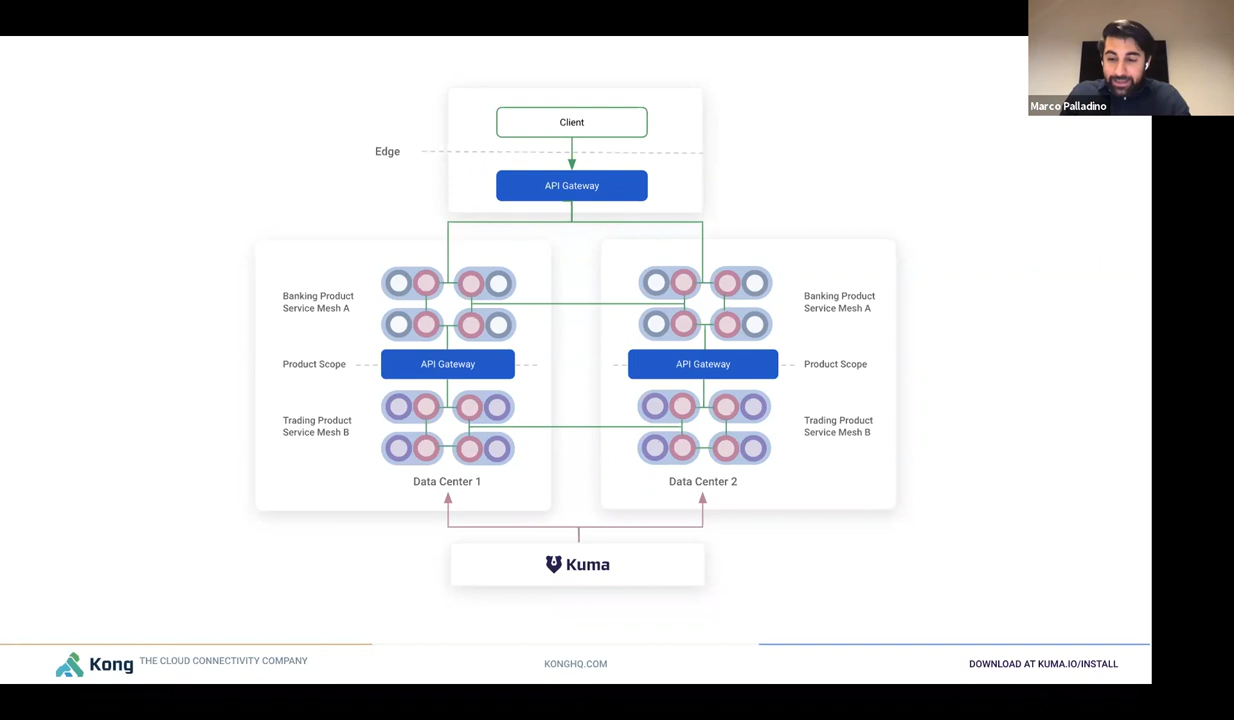 Marco Palladino
Client
Edge
API Gateway
Banking Product
Service Mesh A
Banking Product
Service Mesh A
Product Scope
API Gateway
API Gateway
Product Scope
Trading Product
Service Mesh B
Trading Product
Service Mesh B
Data Center 1
Data Center 2
Kuma
Kong
THE CLOUD CONNECTIVITY COMPANY
KONGHQ.COM
DOWNLOAD AT KUMA.IO/INSTALL